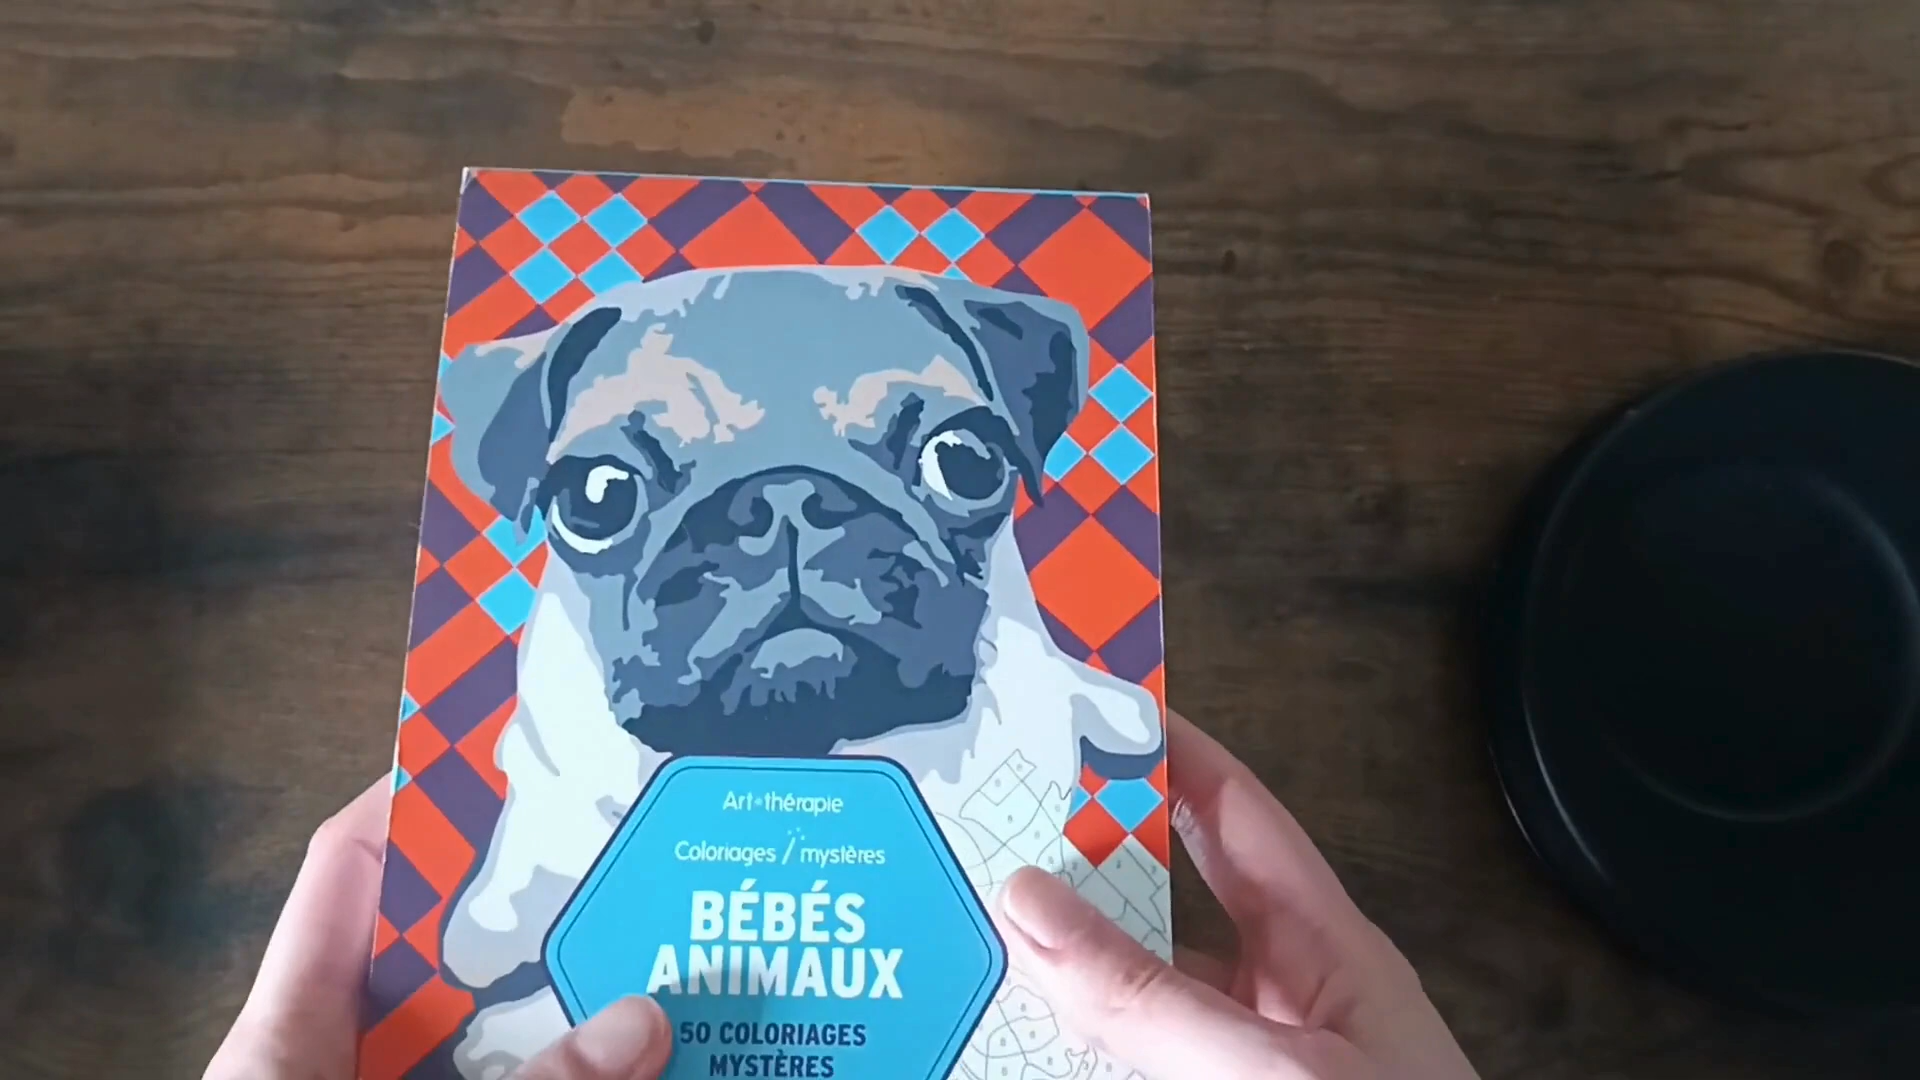 Art-thérapie
Coloriages mystères
BÉBÉS
ANIMAUX
50 COLORIAGES
MYSTÈRES